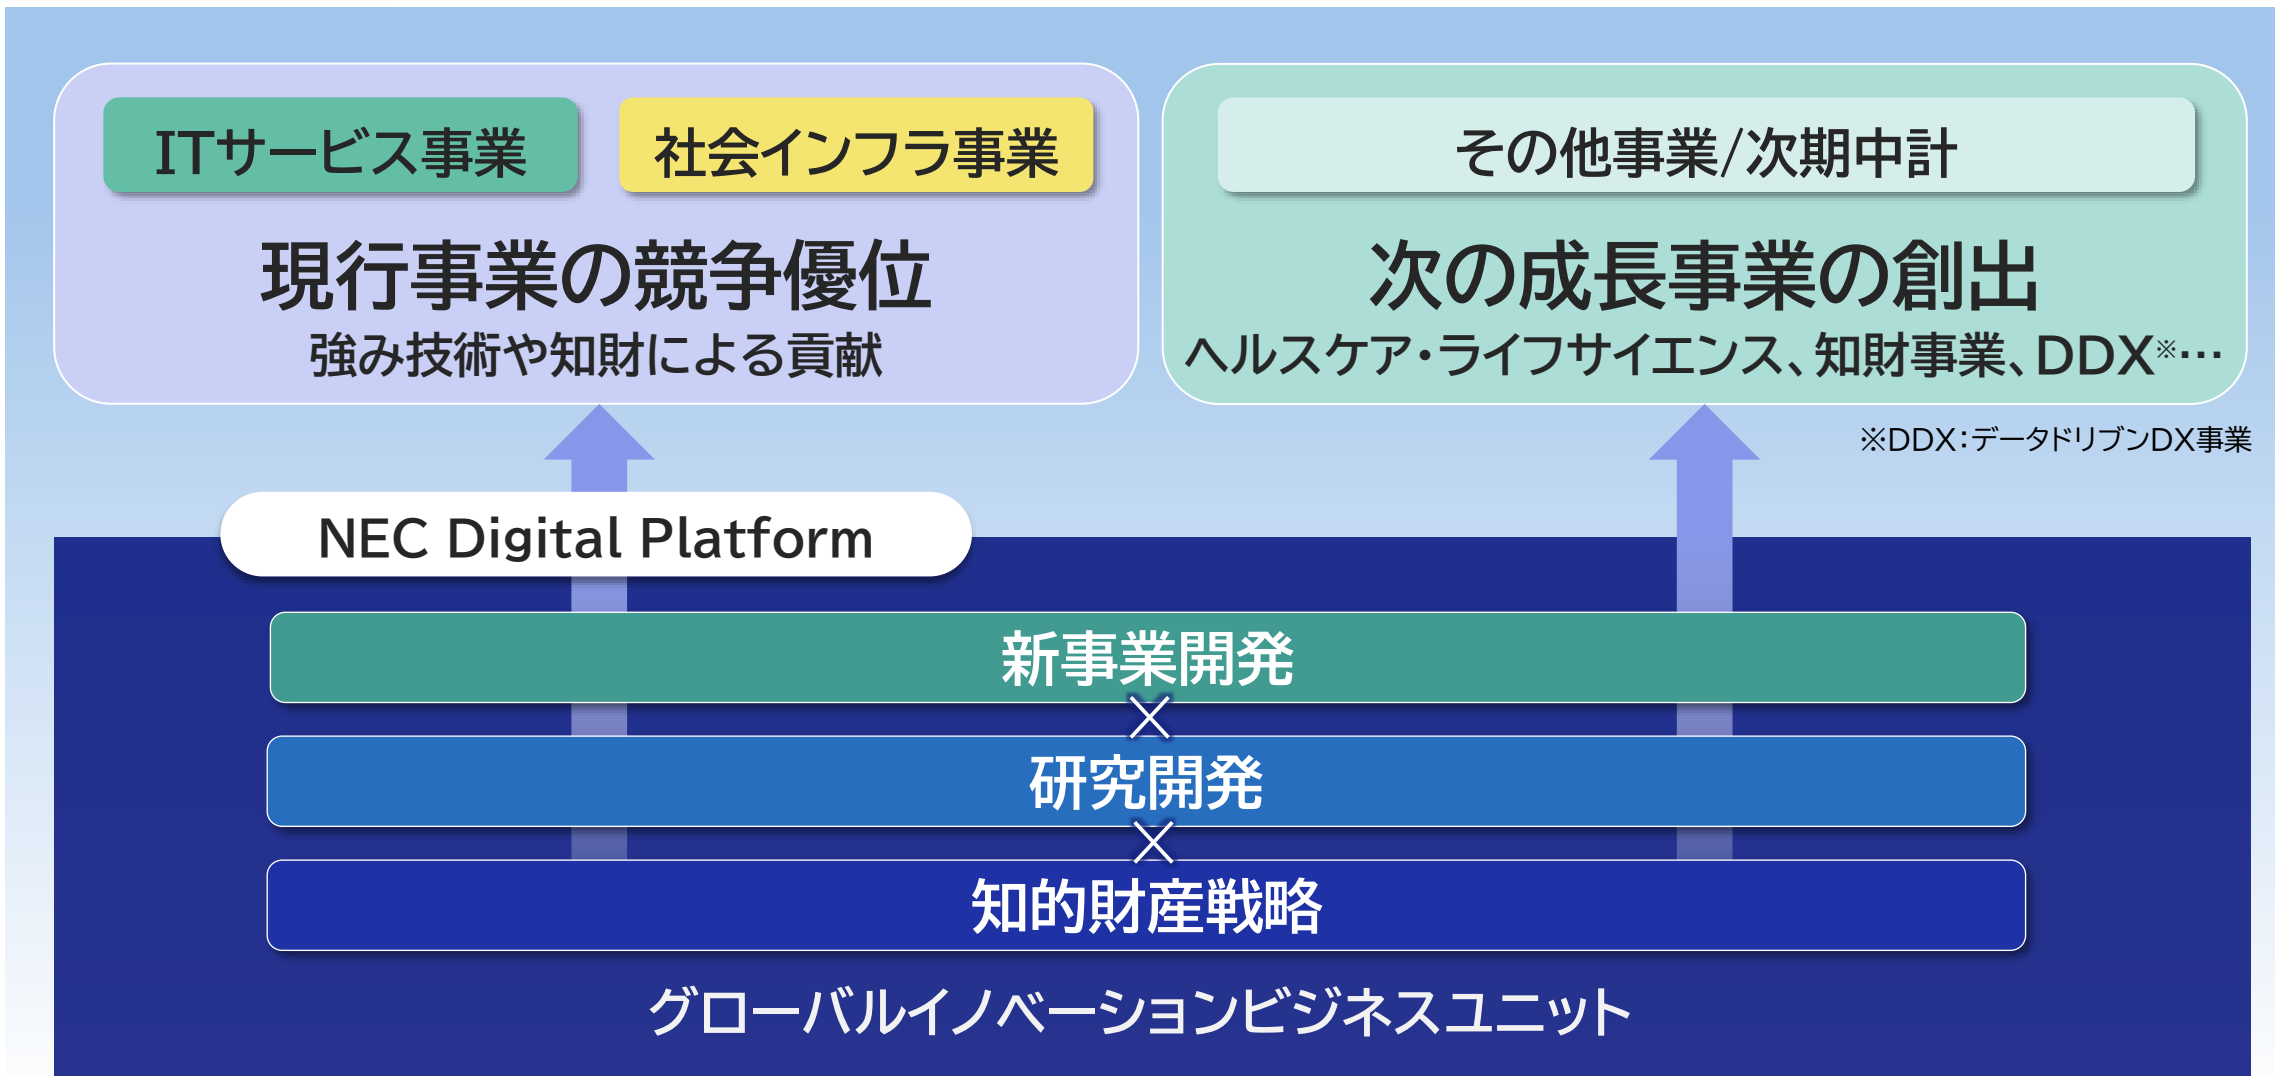 ITサービス事業
社会インフラ事業
現行事業の競争優位
強み技術や知財による貢献
その他事業/次期中計
次の成長事業の創出
ヘルスケア・ライフサイエンス、知財事業、DDX※…
※DDX：データドリブンDX事業
NEC Digital Platform
新事業開発
×
研究開発
×
知的財産戦略
グローバルイノベーションビジネスユニット